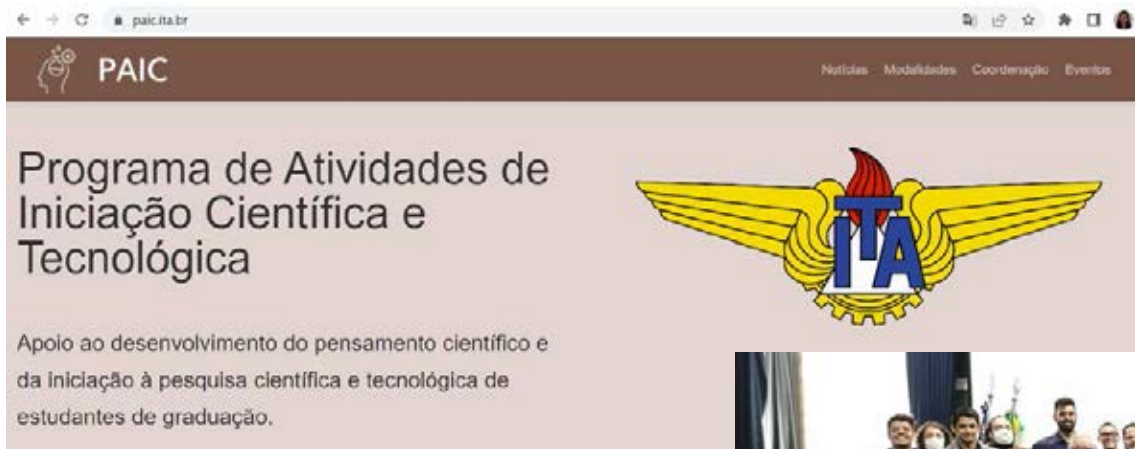 paic.ita.br
PAIC
Notícias Modalidades Coordenação Eventos
Programa de Atividades de
Iniciação Científica e
Tecnológica
ITA
Apoio ao desenvolvimento do pensamento científico e
da iniciação à pesquisa científica e tecnológica de
estudantes de graduação.